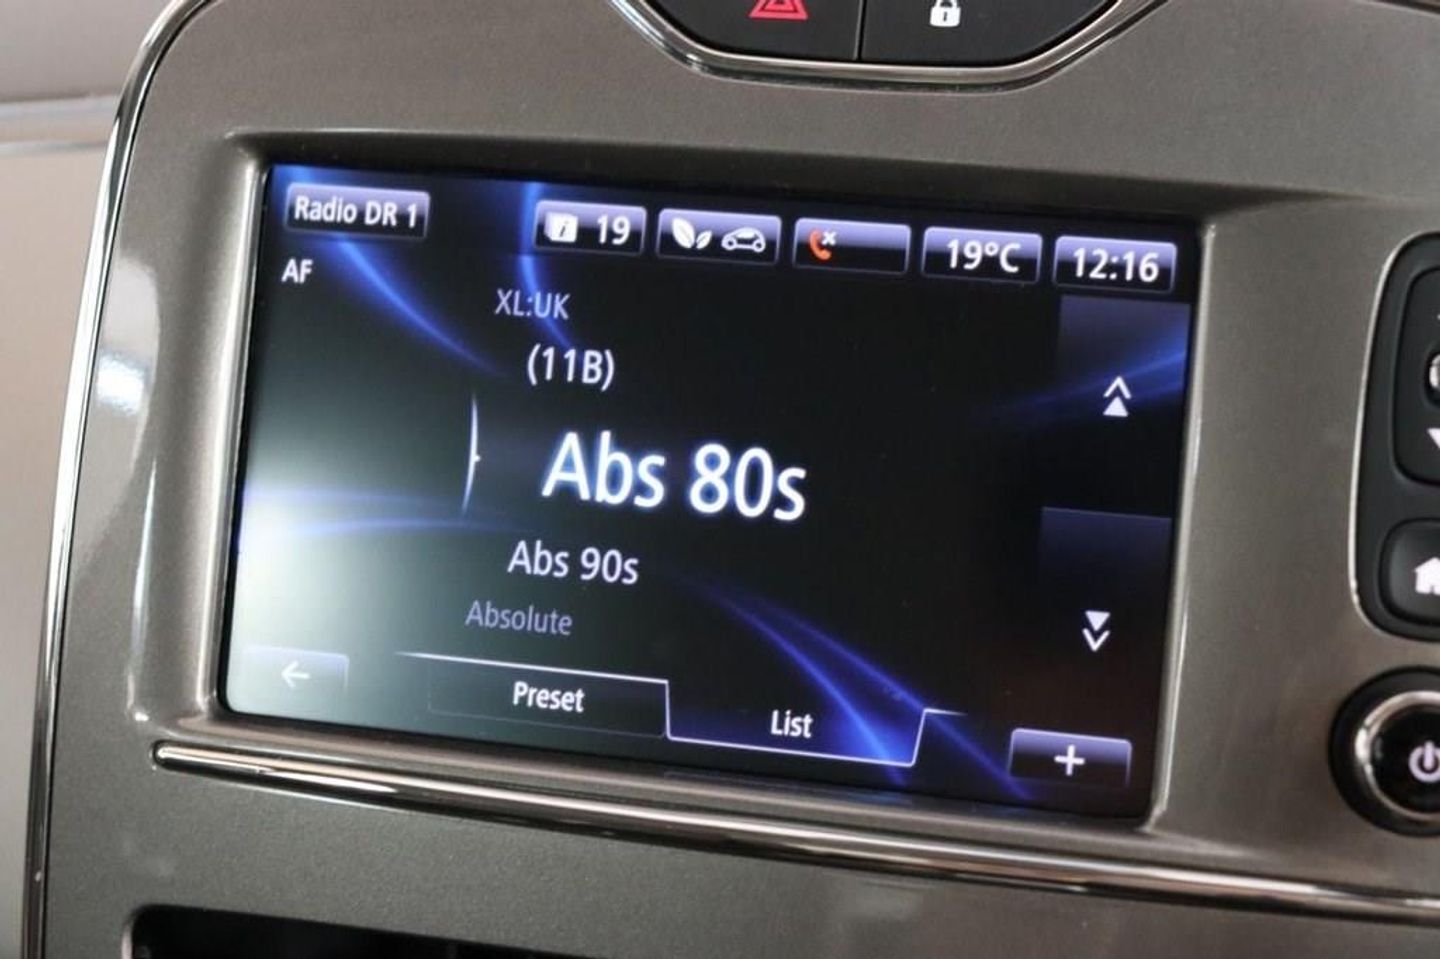 Radio DR 1
i 19
19°C
12:16
AF
XL:UK
(11B)
Abs 80s
Abs 90s
Absolute
Preset
List